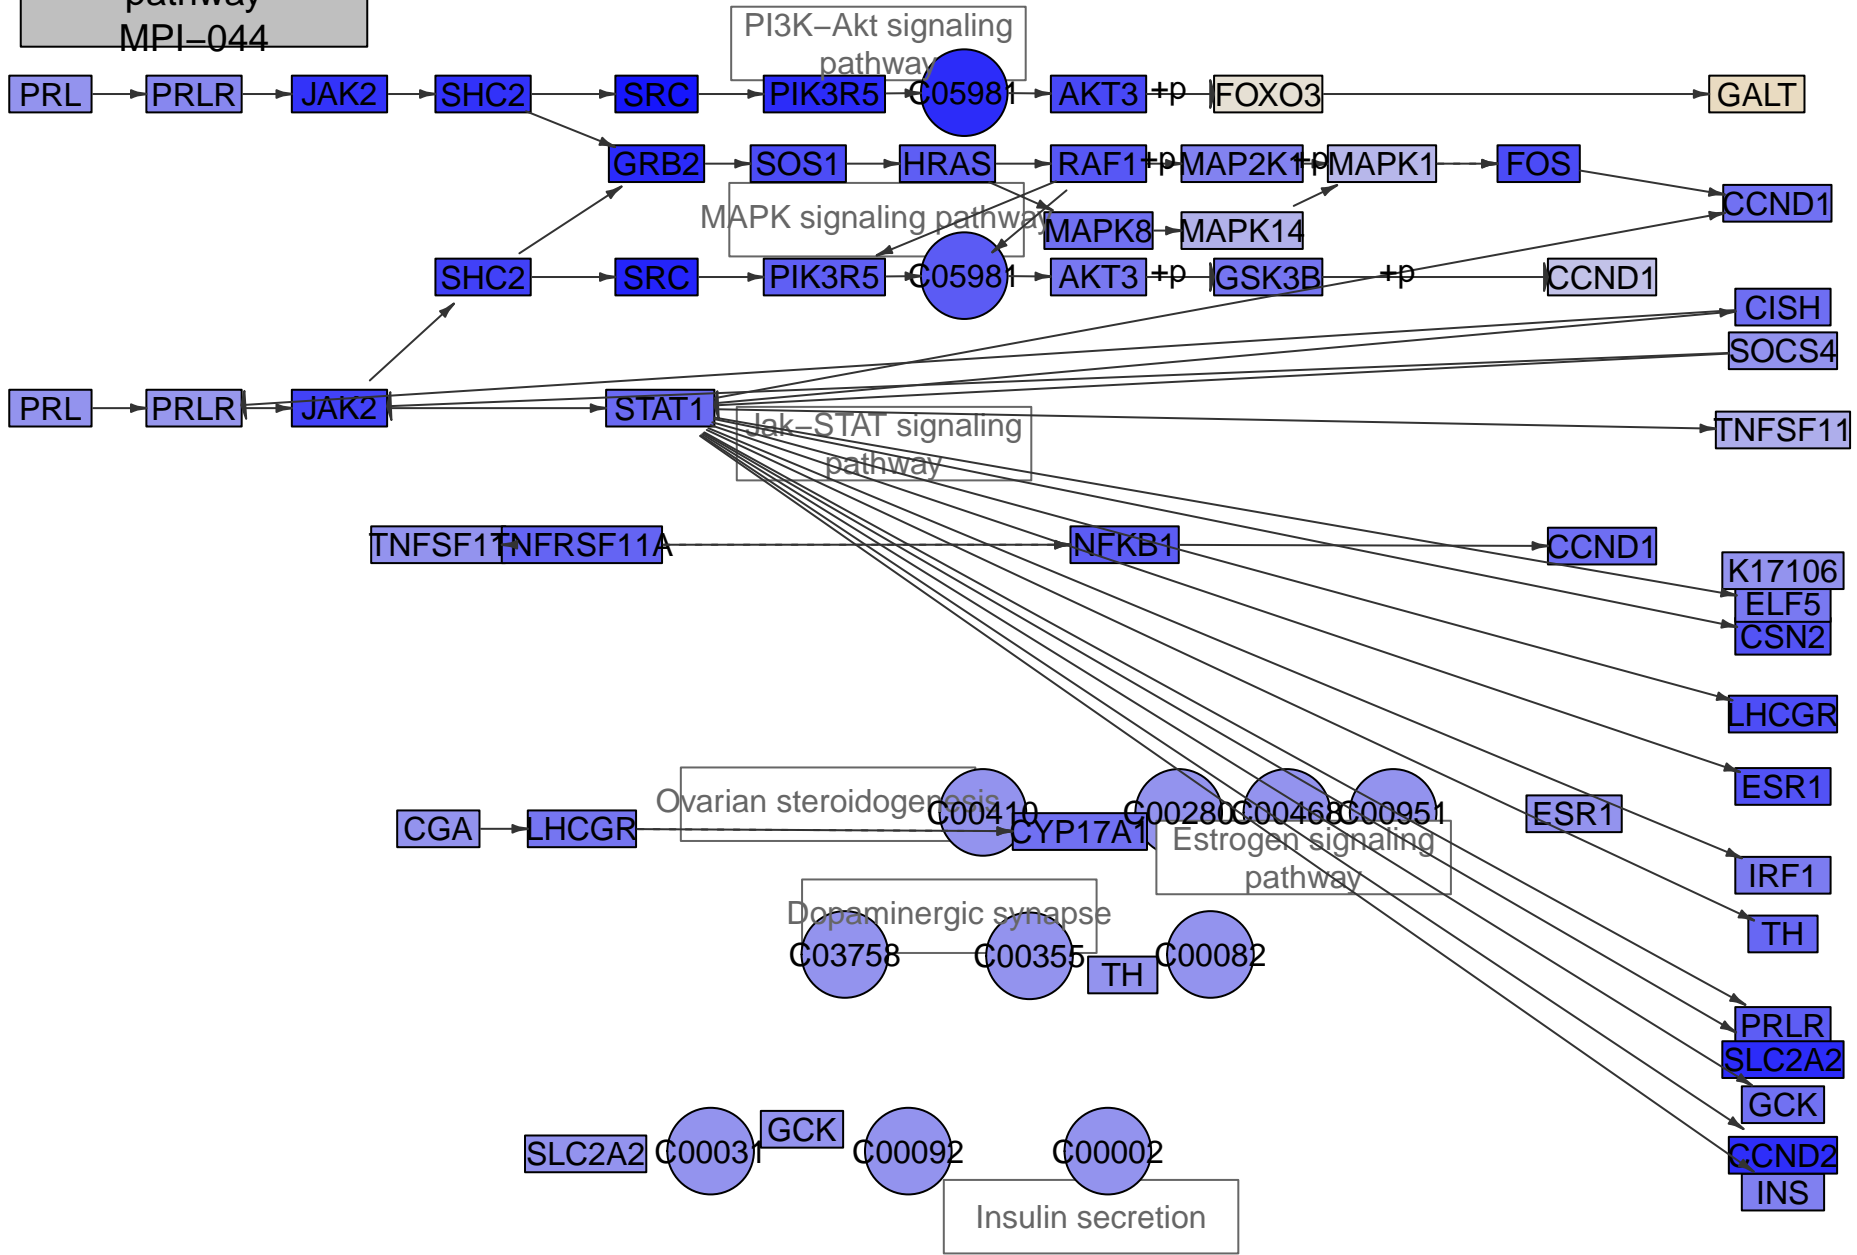 pathway
MPI−044
PI3K−Akt signaling
pathway
PRL
PRLR
JAK2
SHC2
SRC
PIK3R5
C05981
AKT3
+p
FOXO3
GALT
GRB2
SOS1
HRAS
RAF1
+p
MAP2K1
+p
MAPK1
FOS
CCND1
MAPK signaling pathway
MAPK8
MAPK14
SHC2
SRC
PIK3R5
C05981
AKT3
+p
GSK3B
+p
CCND1
CISH
SOCS4
PRL
PRLR
JAK2
STAT1
Jak−STAT signaling
pathway
TNFSF11
TNFSF11
TNFRSF11A
NFKB1
CCND1
K17106
ELF5
CSN2
LHCGR
ESR1
Ovarian steroidogenesis
C00410
C00280
C00468
C00951
ESR1
CGA
LHCGR
CYP17A1
Estrogen signaling
pathway
IRF1
Dopaminergic synapse
TH
C03758
C00355
TH
C00082
PRLR
SLC2A2
GCK
SLC2A2
C00031
GCK
C00092
C00002
CCND2
INS
Insulin secretion